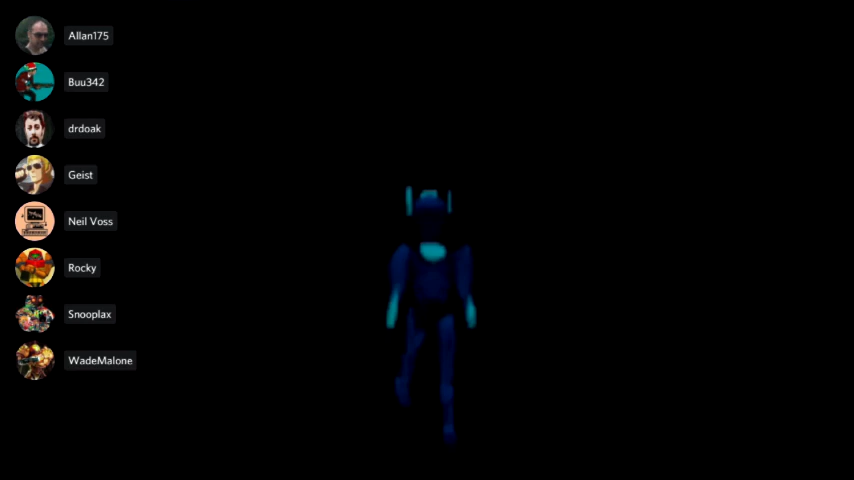 Allan175
Buu342
drdoak
Geist
Neil Voss
Rocky
Snooplax
WadeMalone